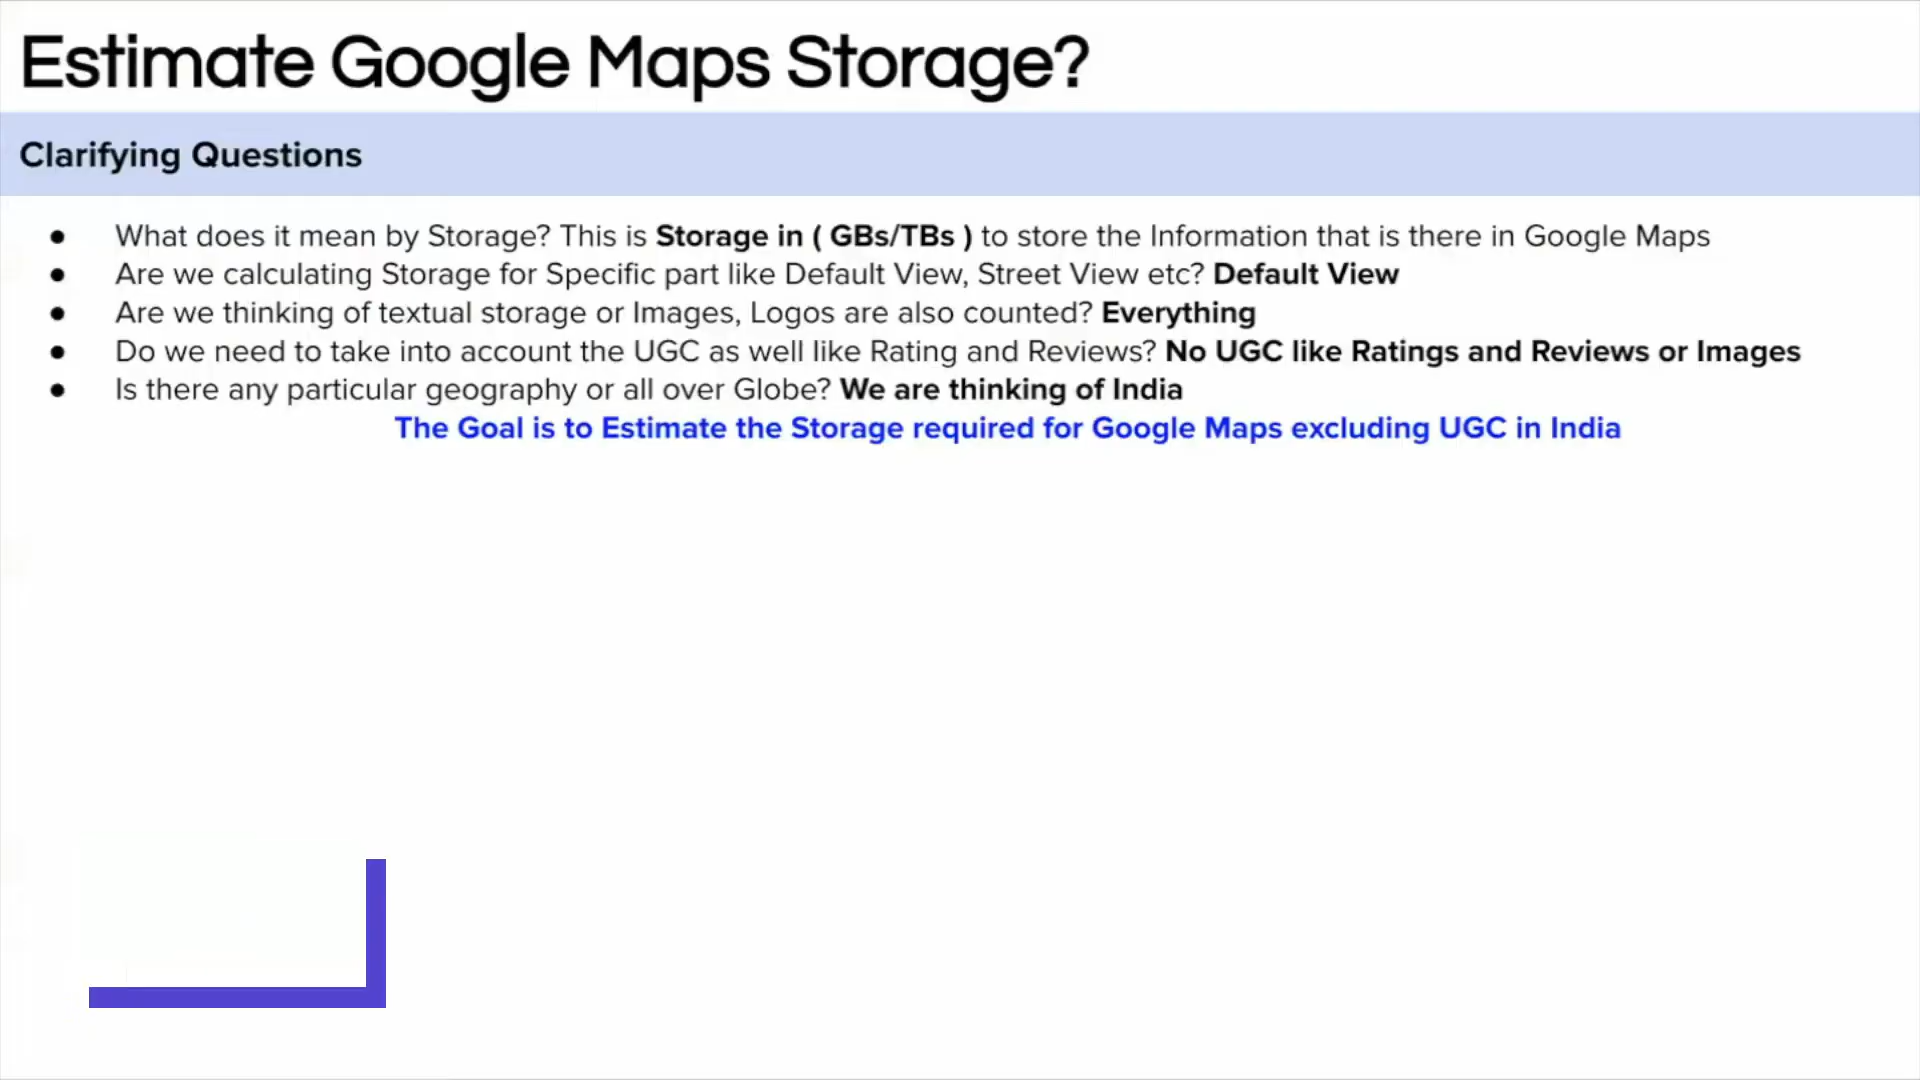 Estimate Google Maps Storage?
Clarifying Questions
● What does it mean by Storage? This is Storage in ( GBs/TBs ) to store the Information that is there in Google Maps
● Are we calculating Storage for Specific part like Default View, Street View etc? Default View
● Are we thinking of textual storage or Images, Logos are also counted? Everything
● Do we need to take into account the UGC as well like Rating and Reviews? No UGC like Ratings and Reviews or Images
● Is there any particular geography or all over Globe? We are thinking of India
The Goal is to Estimate the Storage required for Google Maps excluding UGC in India